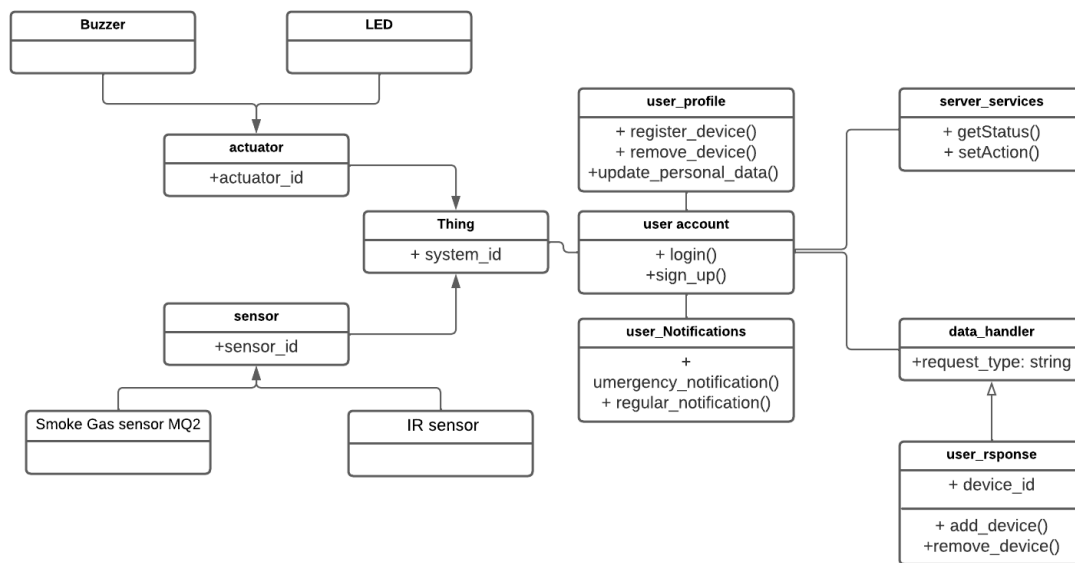 Buzzer
LED
actuator
+actuator_id
user_profile
+ register_device()
+ remove_device()
+update_personal_data()
server_services
+ getStatus()
+ setAction()
Thing
+ system_id
user account
+ login()
+sign_up()
sensor
+sensor_id
user_Notifications
+
umergency_notification()
+ regular_notification()
data_handler
+request_type: string
Smoke Gas sensor MQ2
IR sensor
user_rsponse
+ device_id
+ add_device()
+remove_device()